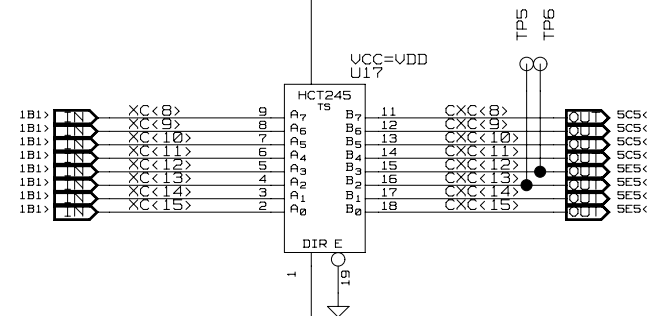 TP5 TP6
VCC=VDD
U17
HCT245
TS
1B1> IN XC<8> 9 A7 B7 11 CXC<8> OUT 5C5<
1B1> IN XC<9> 8 A6 B6 12 CXC<9> OUT 5C5<
1B1> IN XC<10> 7 A5 B5 13 CXC<10> OUT 5C5<
1B1> IN XC<11> 6 A4 B4 14 CXC<11> OUT 5C5<
1B1> IN XC<12> 5 A3 B3 15 CXC<12> OUT 5E5<
1B1> IN XC<13> 4 A2 B2 16 CXC<13> OUT 5E5<
1B1> IN XC<14> 3 A1 B1 17 CXC<14> OUT 5E5<
1B1> IN XC<15> 2 A0 B0 18 CXC<15> OUT 5E5<
DIR E
1 19